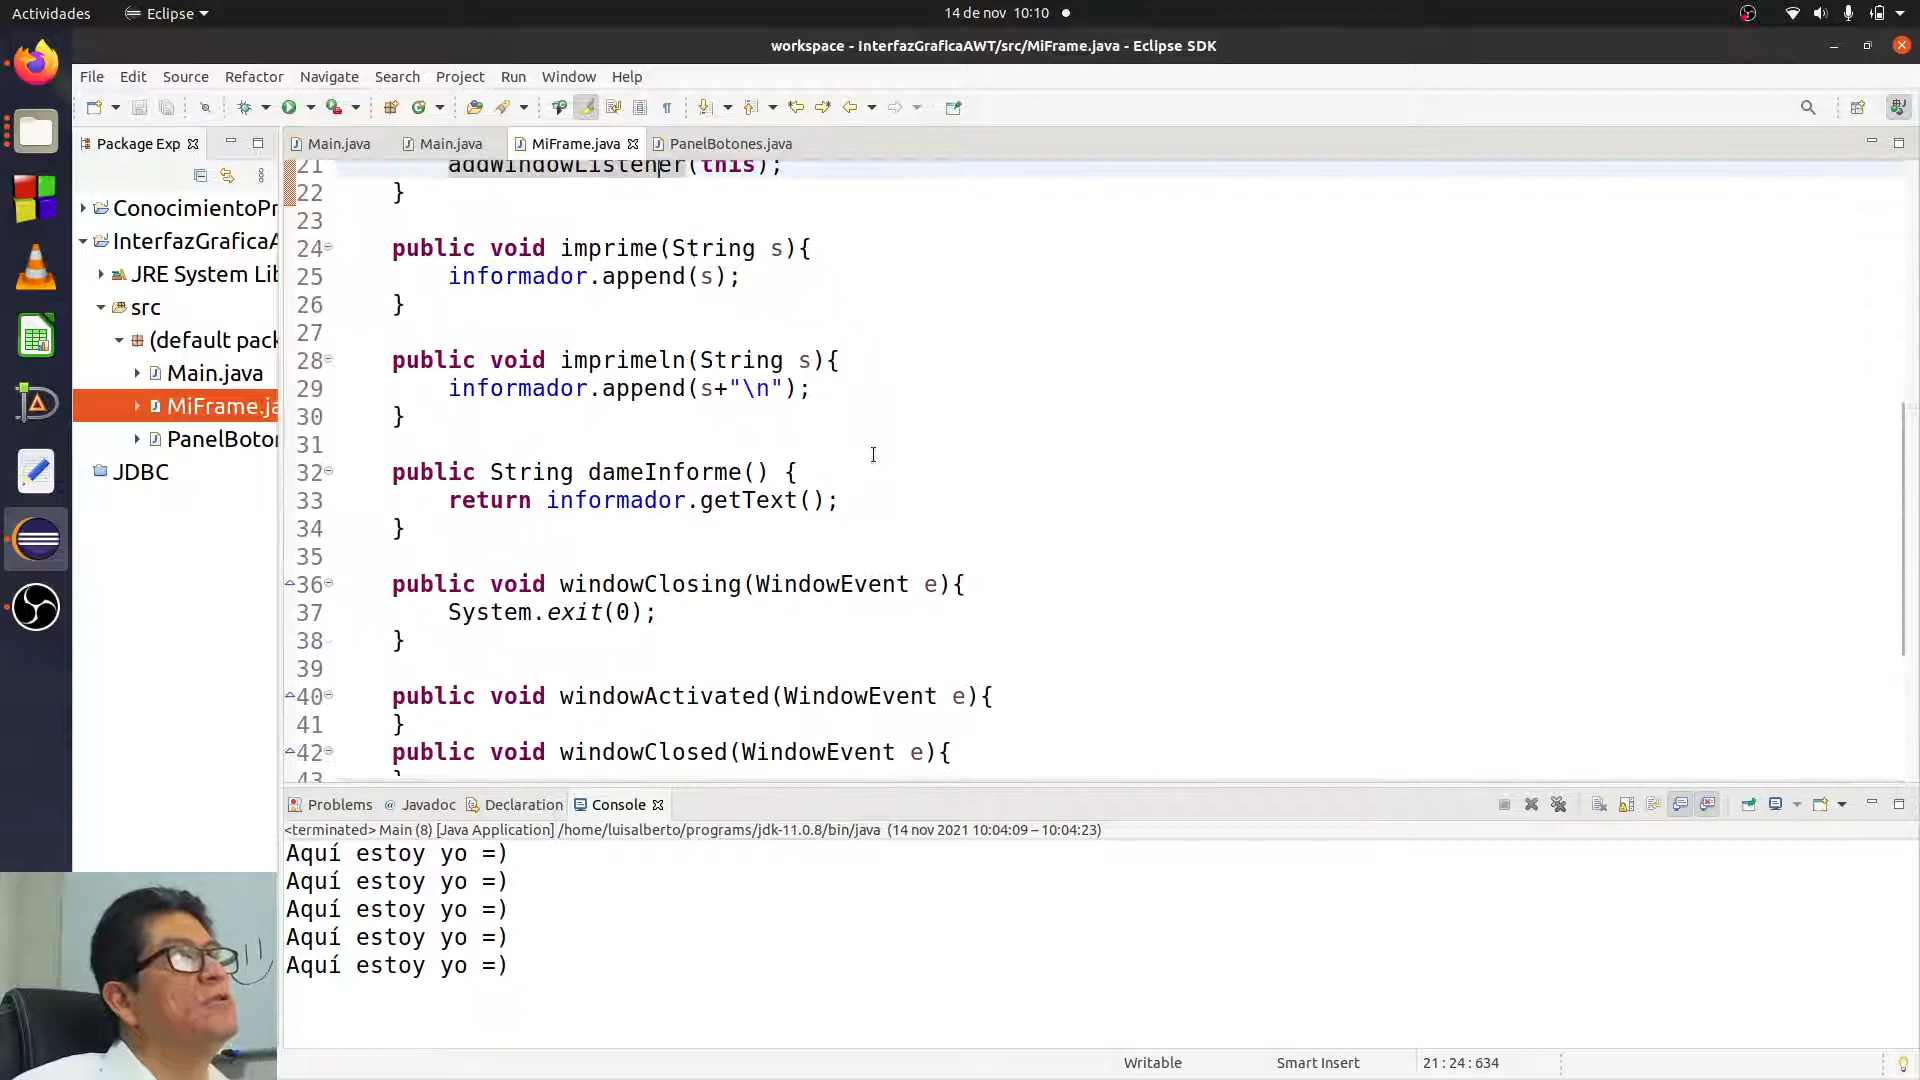 Actividades
Eclipse
14 de nov 10:10
workspace - InterfazGraficaAWT/src/MiFrame.java - Eclipse SDK
File Edit Source Refactor Navigate Search Project Run Window Help
Package Exp
Main.java
Main.java
MiFrame.java
PanelBotones.java
ConocimientoPr
InterfazGraficaA
JRE System Lib
src
(default pack
Main.java
MiFrame.ja
PanelBoton
JDBC
21 addWindowListener(this);
22 }
23
24 public void imprime(String s){
25 informador.append(s);
26 }
27
28 public void imprimeln(String s){
29 informador.append(s+"\n");
30 }
31
32 public String dameInforme() {
33 return informador.getText();
34 }
35
36 public void windowClosing(WindowEvent e){
37 System.exit(0);
38 }
39
40 public void windowActivated(WindowEvent e){
41 }
42 public void windowClosed(WindowEvent e){
43 }
Problems Javadoc Declaration Console
<terminated> Main (8) [Java Application] /home/luisalberto/programs/jdk-11.0.8/bin/java (14 nov 2021 10:04:09 – 10:04:23)
Aquí estoy yo =)
Aquí estoy yo =)
Aquí estoy yo =)
Aquí estoy yo =)
Aquí estoy yo =)
Writable
Smart Insert
21 : 24 : 634